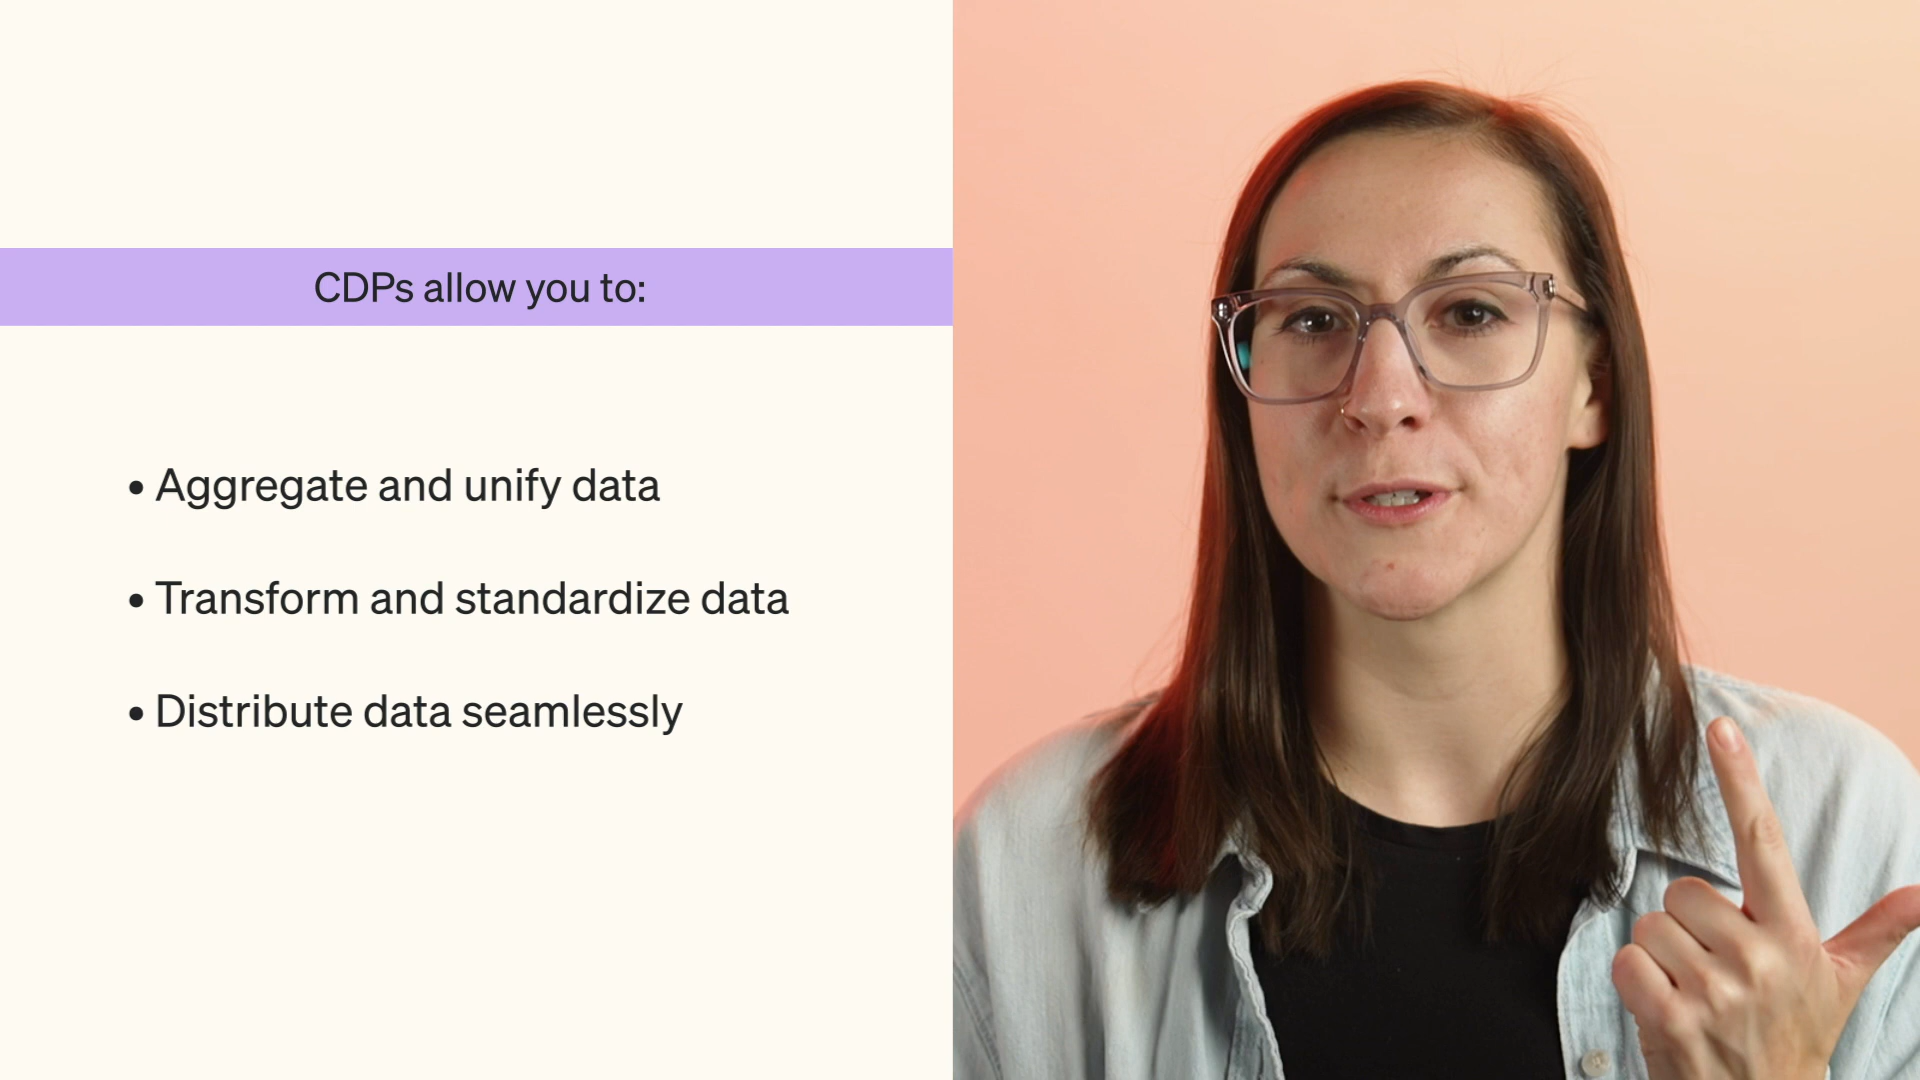 CDPs allow you to:
• Aggregate and unify data
• Transform and standardize data
• Distribute data seamlessly